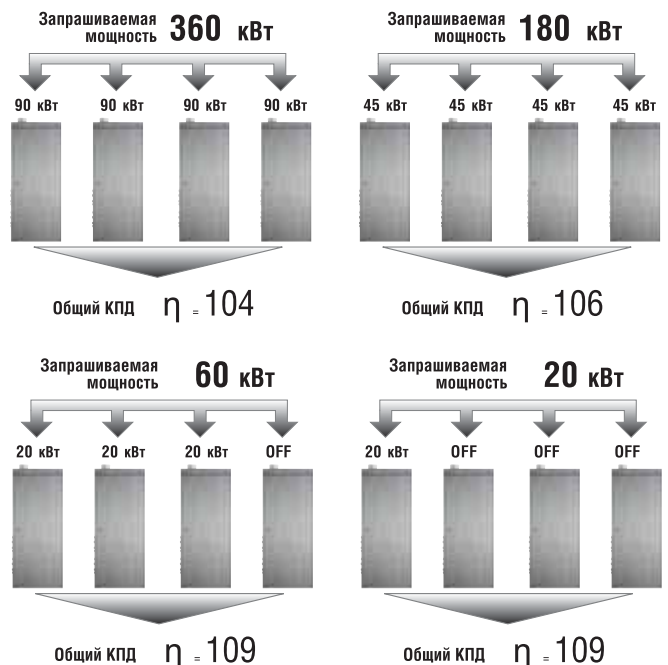 Запрашиваемая мощность 360 кВт
90 кВт 90 кВт 90 кВт 90 кВт
Общий КПД η = 104
Запрашиваемая мощность 180 кВт
45 кВт 45 кВт 45 кВт 45 кВт
Общий КПД η = 106
Запрашиваемая мощность 60 кВт
20 кВт 20 кВт 20 кВт OFF
Общий КПД η = 109
Запрашиваемая мощность 20 кВт
20 кВт OFF OFF OFF
Общий КПД η = 109